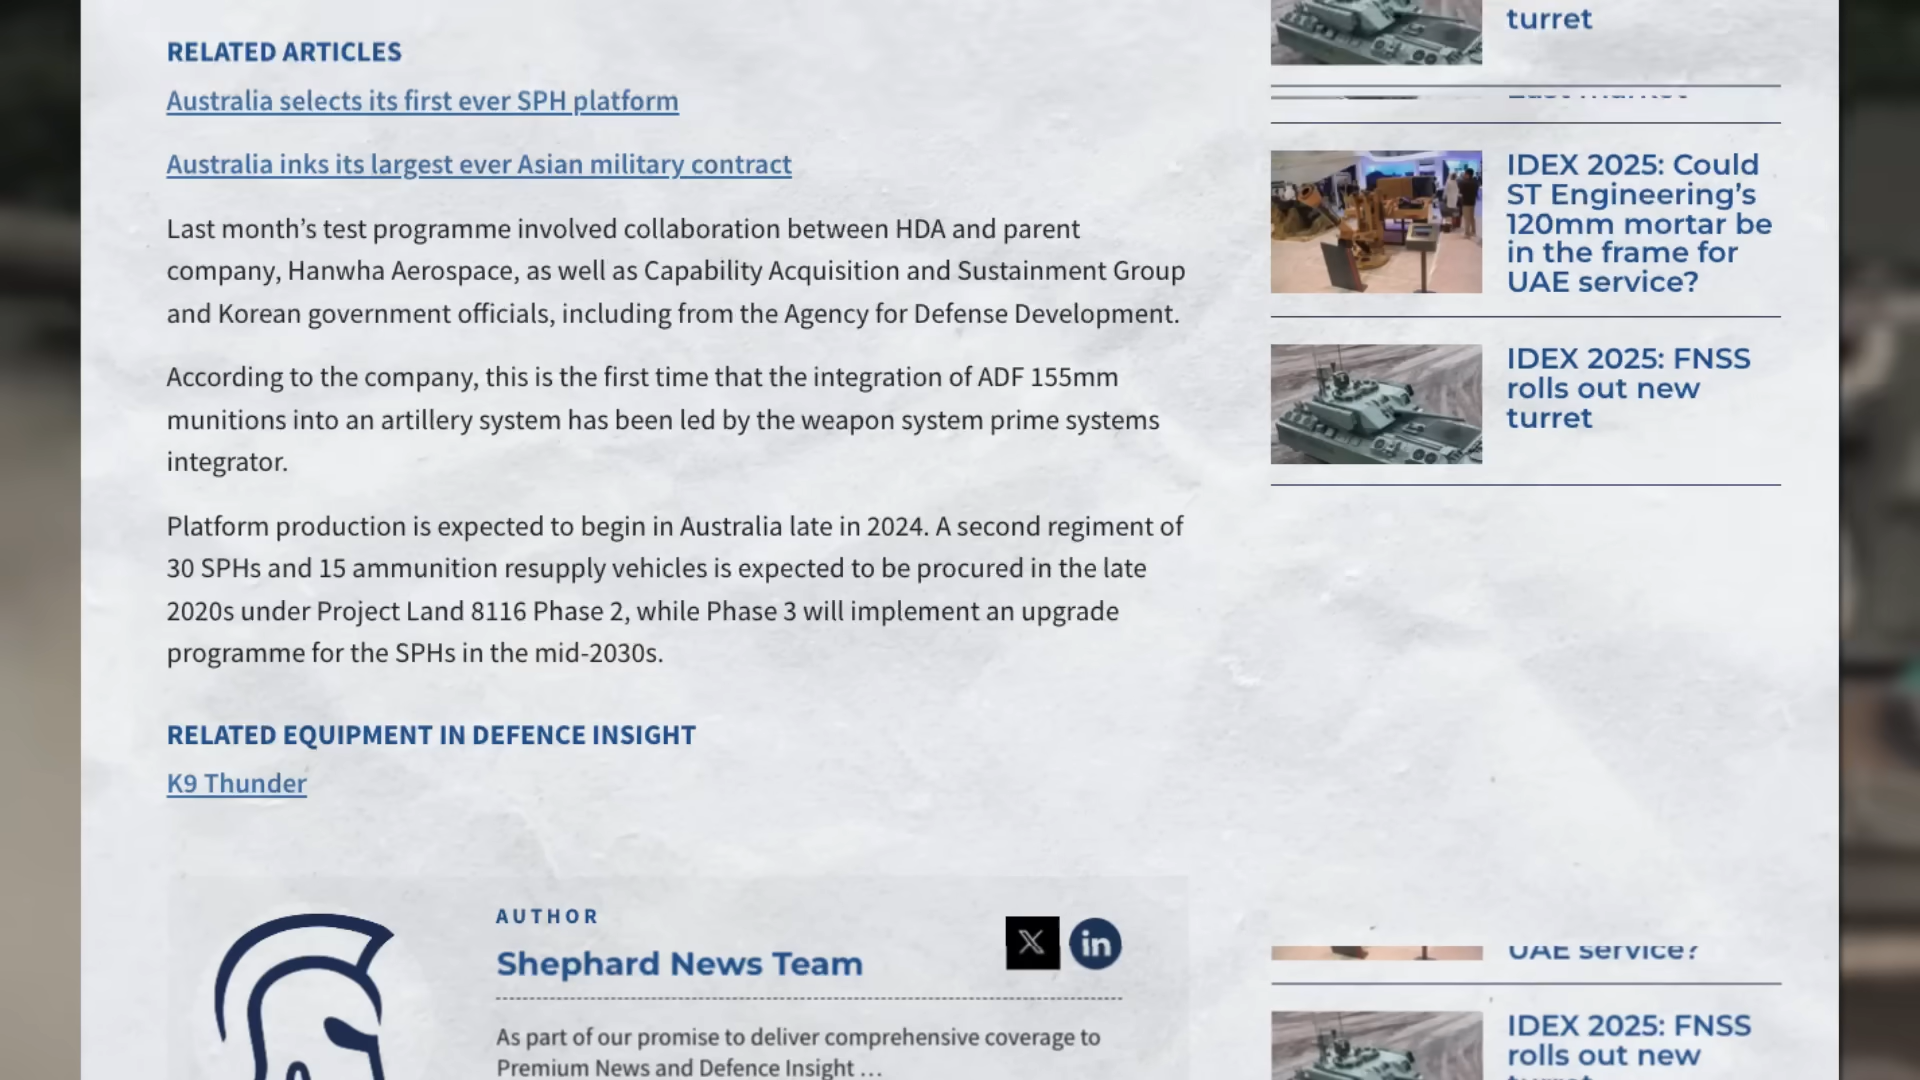 RELATED ARTICLES
Australia selects its first ever SPH platform
Australia inks its largest ever Asian military contract
Last month’s test programme involved collaboration between HDA and parent
company, Hanwha Aerospace, as well as Capability Acquisition and Sustainment Group
and Korean government officials, including from the Agency for Defense Development.
According to the company, this is the first time that the integration of ADF 155mm
munitions into an artillery system has been led by the weapon system prime systems
integrator.
Platform production is expected to begin in Australia late in 2024. A second regiment of
30 SPHs and 15 ammunition resupply vehicles is expected to be procured in the late
2020s under Project Land 8116 Phase 2, while Phase 3 will implement an upgrade
programme for the SPHs in the mid-2030s.
RELATED EQUIPMENT IN DEFENCE INSIGHT
K9 Thunder
AUTHOR
Shephard News Team
X
in
As part of our promise to deliver comprehensive coverage to
Premium News and Defence Insight ...
turret
IDEX 2025: Could
ST Engineering’s
120mm mortar be
in the frame for
UAE service?
IDEX 2025: FNSS
rolls out new
turret
UAE service?
IDEX 2025: FNSS
rolls out new